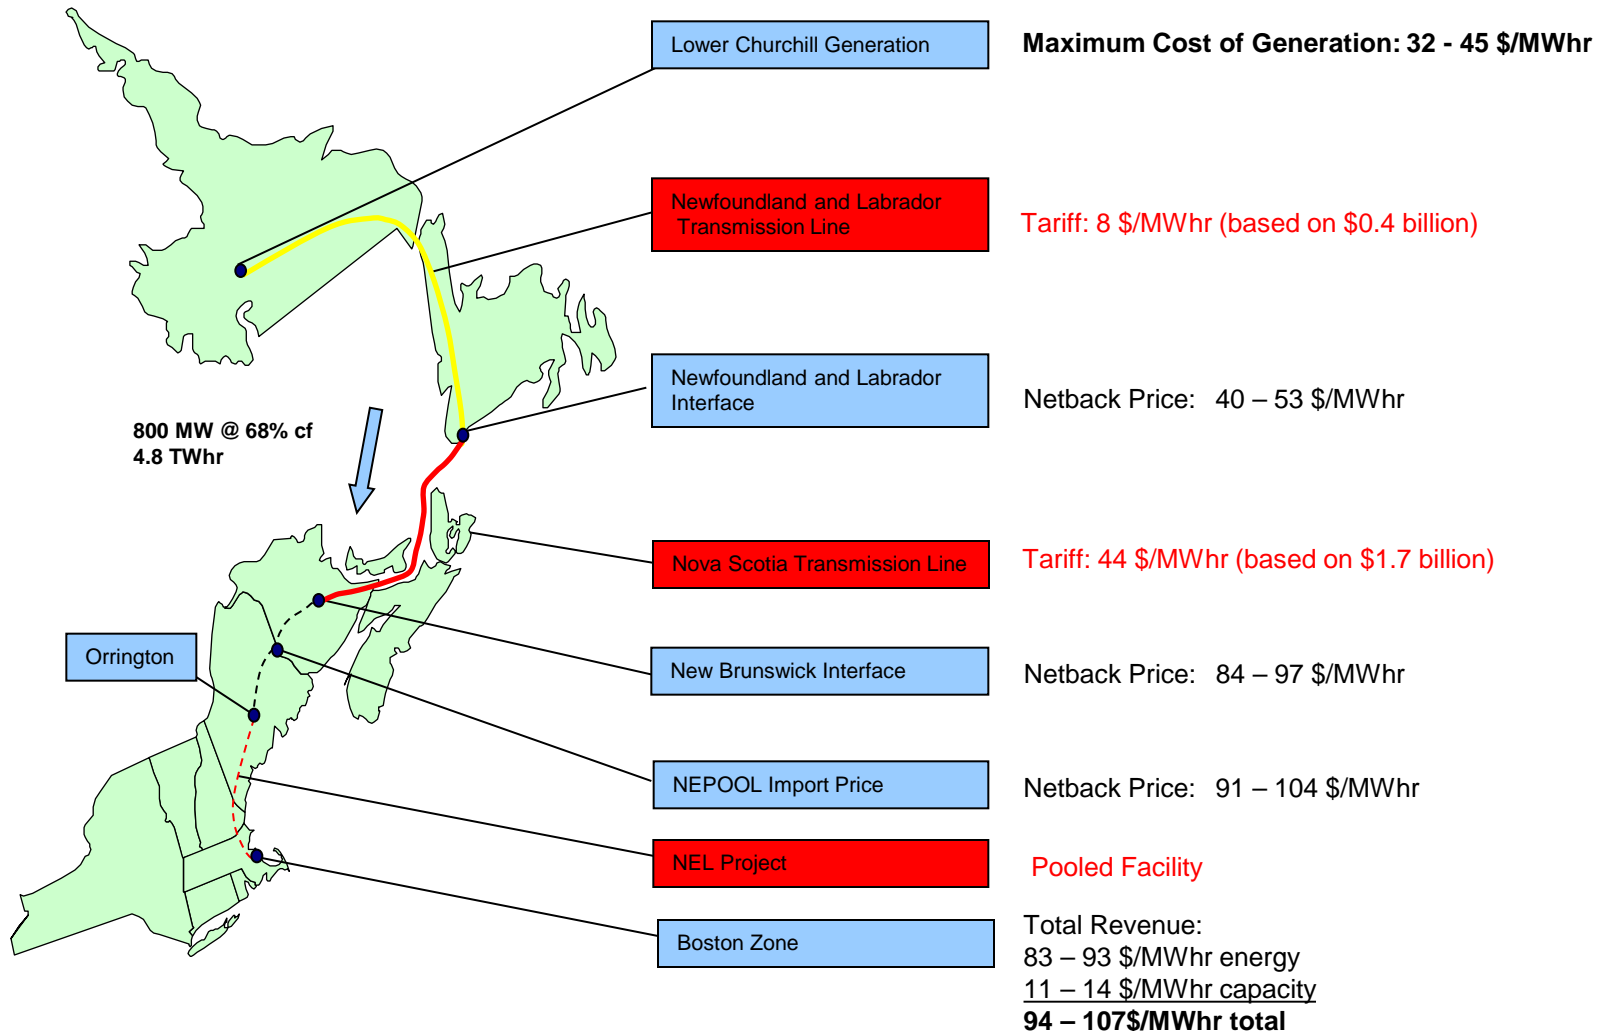 Lower Churchill Generation
Maximum Cost of Generation: 32 - 45 $/MWhr
Newfoundland and Labrador
Transmission Line
Tariff: 8 $/MWhr (based on $0.4 billion)
Newfoundland and Labrador
Interface
Netback Price: 40 – 53 $/MWhr
800 MW @ 68% cf
4.8 TWhr
Nova Scotia Transmission Line
Tariff: 44 $/MWhr (based on $1.7 billion)
Orrington
New Brunswick Interface
Netback Price: 84 – 97 $/MWhr
NEPOOL Import Price
Netback Price: 91 – 104 $/MWhr
NEL Project
Pooled Facility
Boston Zone
Total Revenue:
83 – 93 $/MWhr energy
11 – 14 $/MWhr capacity
94 – 107$/MWhr total